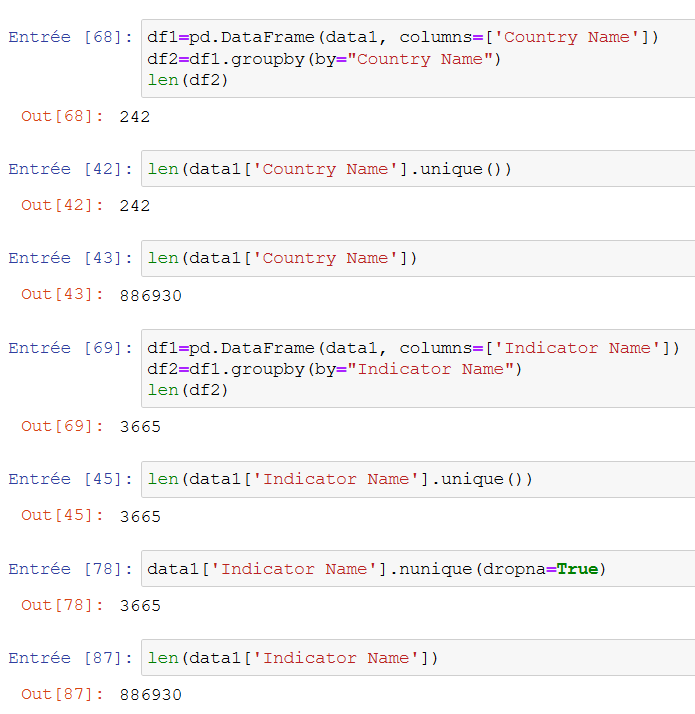 Entrée [68]: df1=pd.DataFrame(data1, columns=['Country Name'])
df2=df1.groupby(by="Country Name")
len(df2)
Out[68]: 242
Entrée [42]: len(data1['Country Name'].unique())
Out[42]: 242
Entrée [43]: len(data1['Country Name'])
Out[43]: 886930
Entrée [69]: df1=pd.DataFrame(data1, columns=['Indicator Name'])
df2=df1.groupby(by="Indicator Name")
len(df2)
Out[69]: 3665
Entrée [45]: len(data1['Indicator Name'].unique())
Out[45]: 3665
Entrée [78]: data1['Indicator Name'].nunique(dropna=True)
Out[78]: 3665
Entrée [87]: len(data1['Indicator Name'])
Out[87]: 886930